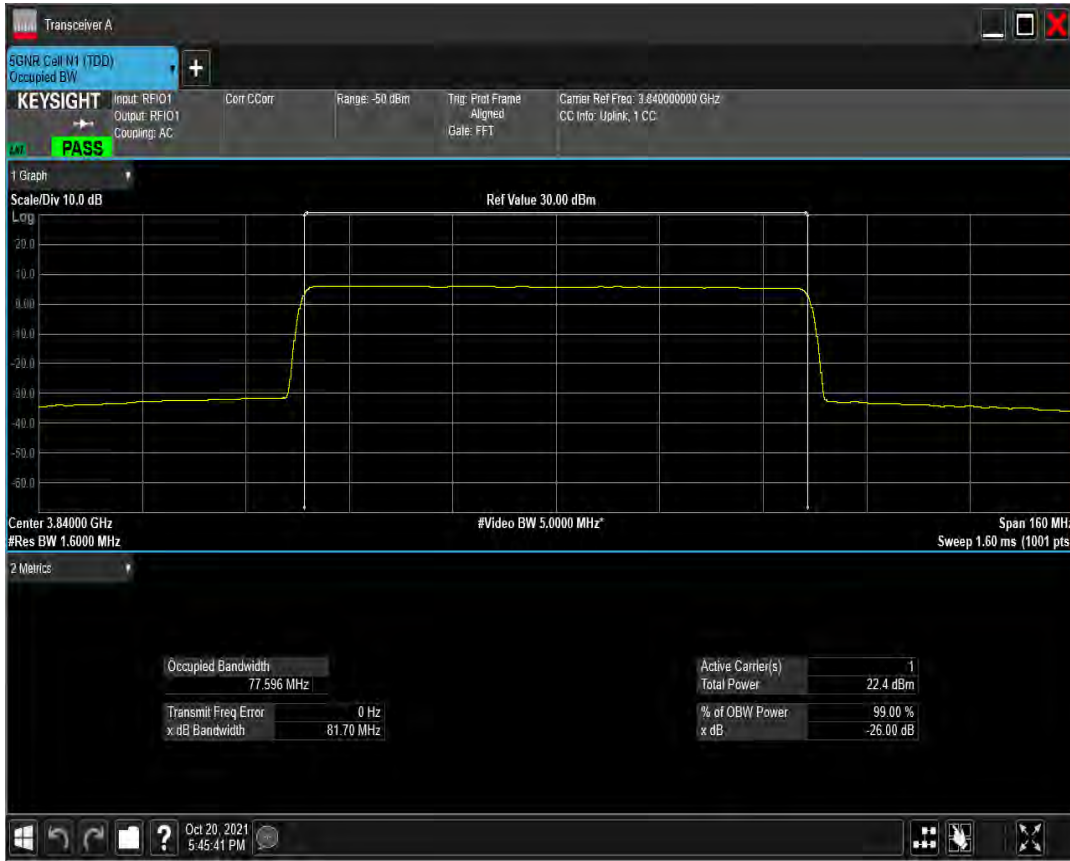 Transceiver A
5GNR Cell N1 (TDD)
Occupied BW
+
KEYSIGHT
Input: RFIO1
Output: RFIO1
Coupling: AC
Corr CCorr
Range: -50 dBm
Trig: Prot Frame
Aligned
Gate: FFT
Carrier Ref Freq: 3.840000000 GHz
CC Info: Uplink, 1 CC
PASS
1 Graph
Scale/Div 10.0 dB
Ref Value 30.00 dBm
Log
20.0
10.0
0.00
-10.0
-20.0
-30.0
-40.0
-50.0
-60.0
Center 3.84000 GHz
#Video BW 5.0000 MHz*
Span 160 MHz
#Res BW 1.6000 MHz
Sweep 1.60 ms (1001 pts
2 Metrics
Occupied Bandwidth
77.596 MHz
Transmit Freq Error 0 Hz
x dB Bandwidth 81.70 MHz
Active Carrier(s) 1
Total Power 22.4 dBm
% of OBW Power 99.00 %
x dB -26.00 dB
?
Oct 20, 2021
5:45:41 PM